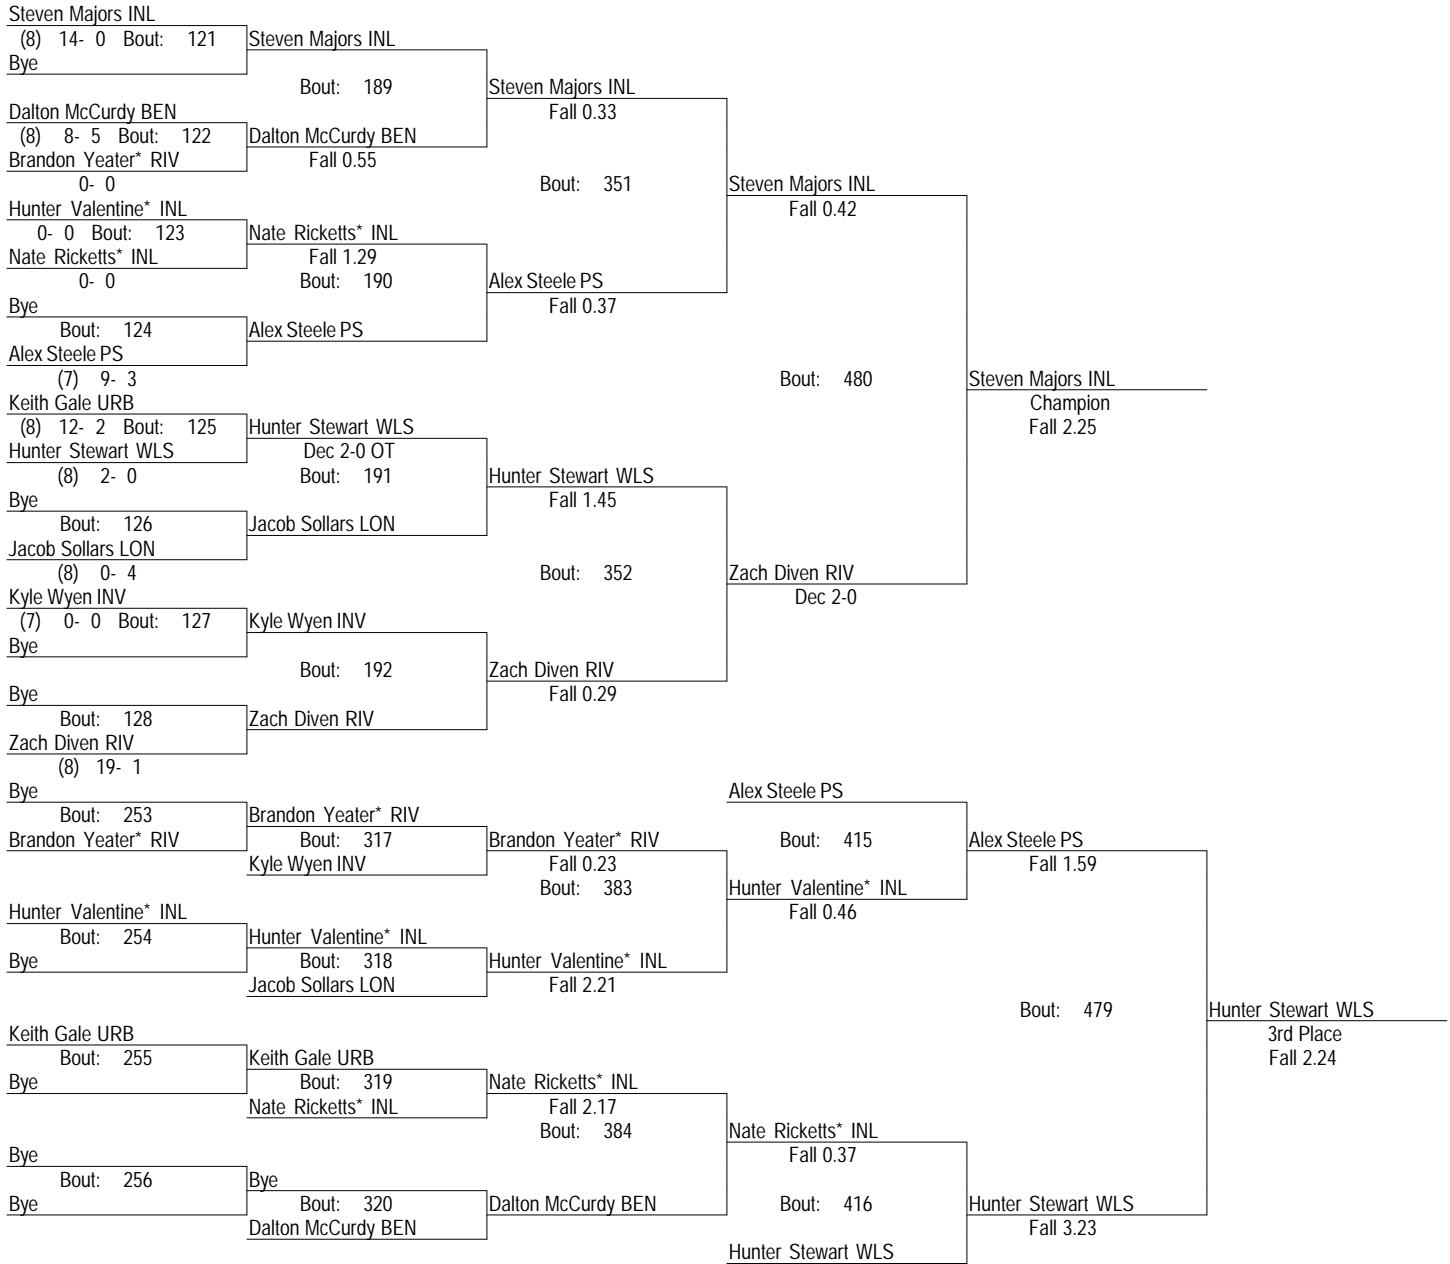 Steven Majors INL
(8) 14- 0 Bout: 121 Steven Majors INL
Bye
Bout: 189 Steven Majors INL
Dalton McCurdy BEN Fall 0.33
(8) 8- 5 Bout: 122 Dalton McCurdy BEN
Brandon Yeater* RIV Fall 0.55
0- 0 Bout: 351 Steven Majors INL
Hunter Valentine* INL Fall 0.42
0- 0 Bout: 123 Nate Ricketts* INL
Nate Ricketts* INL Fall 1.29
0- 0 Bout: 190 Alex Steele PS
Bye Fall 0.37
Bout: 124 Alex Steele PS
Alex Steele PS
(7) 9- 3 Bout: 480 Steven Majors INL
Keith Gale URB Champion
(8) 12- 2 Bout: 125 Hunter Stewart WLS Fall 2.25
Hunter Stewart WLS Dec 2-0 OT
(8) 2- 0 Bout: 191 Hunter Stewart WLS
Bye Fall 1.45
Bout: 126 Jacob Sollars LON
Jacob Sollars LON
(8) 0- 4 Bout: 352 Zach Diven RIV
Kyle Wyen INV Dec 2-0
(7) 0- 0 Bout: 127 Kyle Wyen INV
Bye
Bout: 192 Zach Diven RIV
Bye Fall 0.29
Bout: 128 Zach Diven RIV
Zach Diven RIV
(8) 19- 1
Bye Alex Steele PS
Bout: 253 Brandon Yeater* RIV
Brandon Yeater* RIV Bout: 317 Brandon Yeater* RIV Bout: 415 Alex Steele PS
Kyle Wyen INV Fall 0.23 Fall 1.59
Bout: 383 Hunter Valentine* INL
Hunter Valentine* INL Fall 0.46
Bout: 254 Hunter Valentine* INL
Bye Bout: 318 Hunter Valentine* INL
Jacob Sollars LON Fall 2.21
Bout: 479 Hunter Stewart WLS
Keith Gale URB 3rd Place
Bout: 255 Keith Gale URB Fall 2.24
Bye Bout: 319 Nate Ricketts* INL
Nate Ricketts* INL Fall 2.17
Bout: 384 Nate Ricketts* INL
Bye Fall 0.37
Bout: 256 Bye
Bye Bout: 320 Dalton McCurdy BEN Bout: 416 Hunter Stewart WLS
Dalton McCurdy BEN Fall 3.23
Hunter Stewart WLS